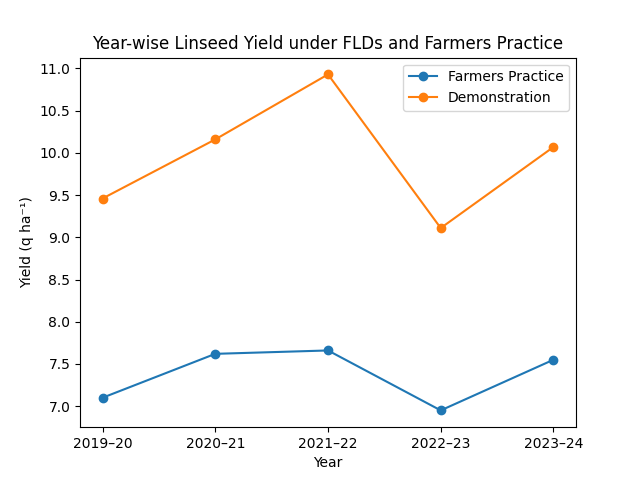 Year-wise Linseed Yield under FLDs and Farmers Practice
Farmers Practice
Demonstration
Yield (q ha⁻¹)
11.0
10.5
10.0
9.5
9.0
8.5
8.0
7.5
7.0
2019–20 2020–21 2021–22 2022–23 2023–24
Year